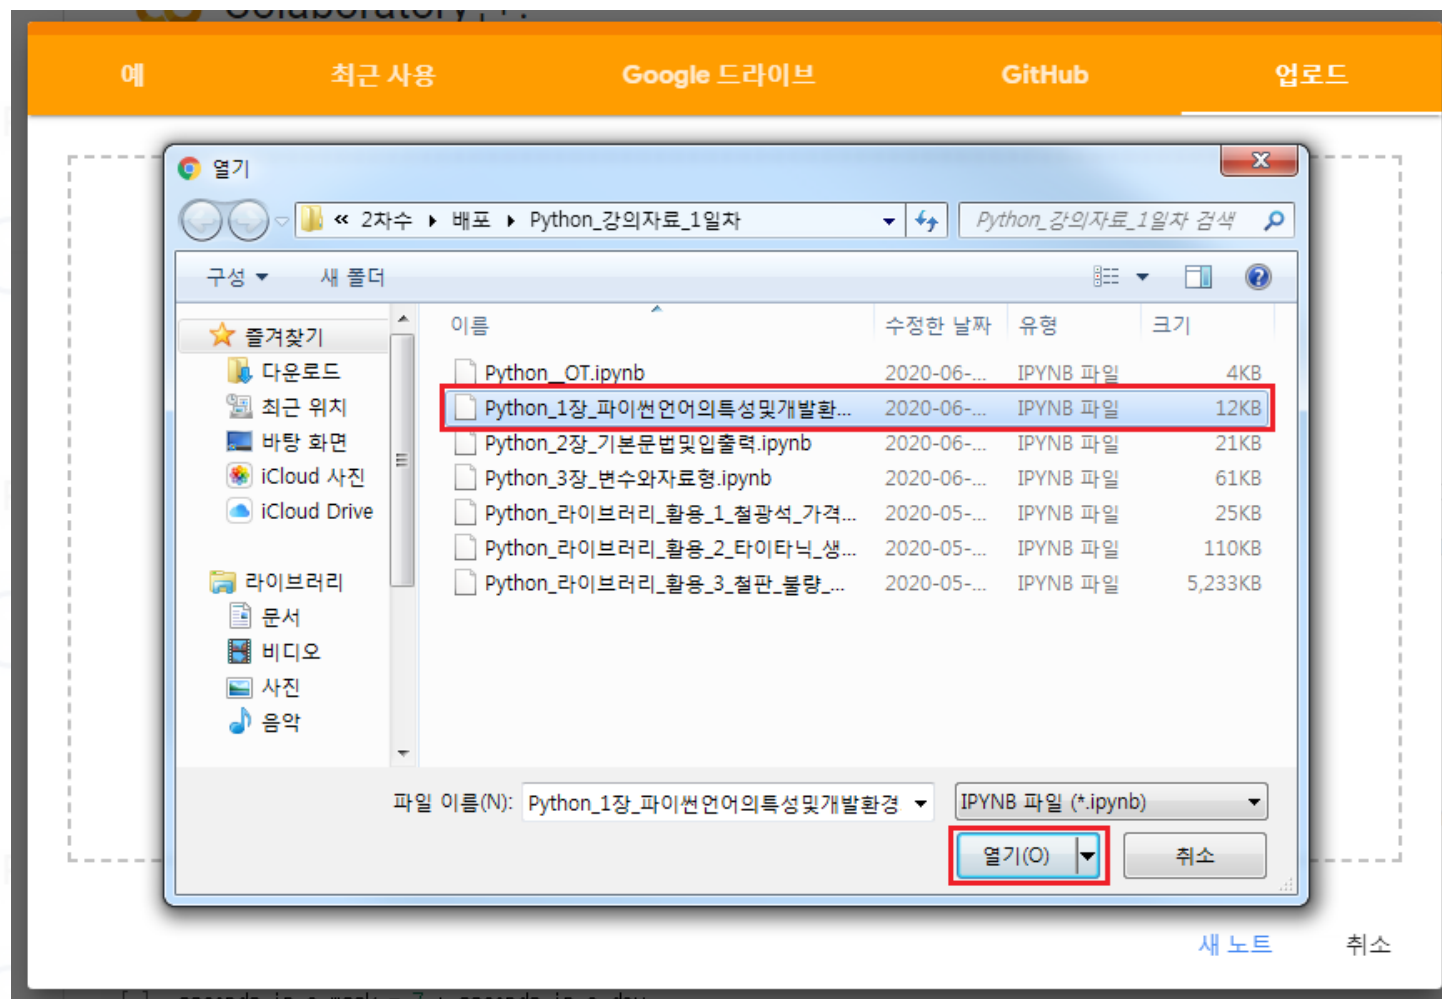 Colaboratory
예 최근 사용 Google 드라이브 GitHub 업로드
열기
« 2차수 ▸ 배포 ▸ Python_강의자료_1일차 Python_강의자료_1일차 검색
구성 새 폴더
이름 수정한 날짜 유형 크기
즐겨찾기
다운로드
최근 위치
바탕 화면
iCloud 사진
iCloud Drive
라이브러리
문서
비디오
사진
음악
Python__OT.ipynb 2020-06-... IPYNB 파일 4KB
Python_1장_파이썬언어의특성및개발환... 2020-06-... IPYNB 파일 12KB
Python_2장_기본문법및입출력.ipynb 2020-06-... IPYNB 파일 21KB
Python_3장_변수와자료형.ipynb 2020-06-... IPYNB 파일 61KB
Python_라이브러리_활용_1_철광석_가격... 2020-05-... IPYNB 파일 25KB
Python_라이브러리_활용_2_타이타닉_생... 2020-05-... IPYNB 파일 110KB
Python_라이브러리_활용_3_철판_불량_... 2020-05-... IPYNB 파일 5,233KB
파일 이름(N): Python_1장_파이썬언어의특성및개발환경 IPYNB 파일 (*.ipynb)
열기(O) 취소
새 노트 취소